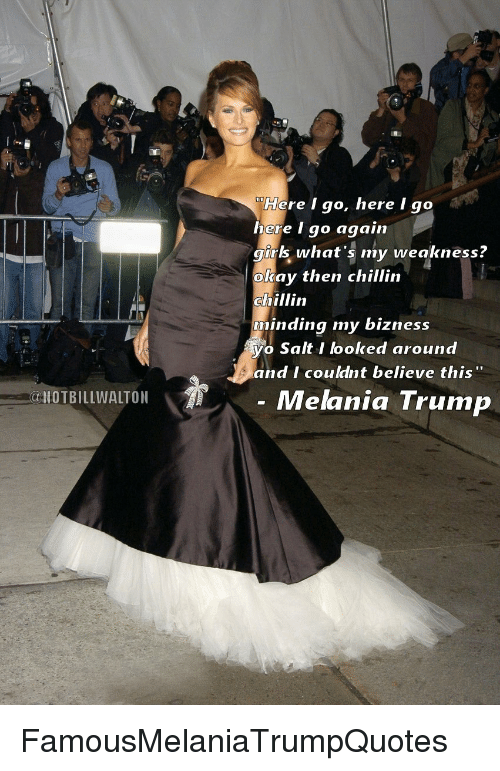 "Here I go, here I go
here I go again
girls what's my weakness?
okay then chillin
chillin
minding my bizness
yo Salt I looked around
and I couldnt believe this"
@NOTBILLWALTON
- Melania Trump
FamousMelaniaTrumpQuotes